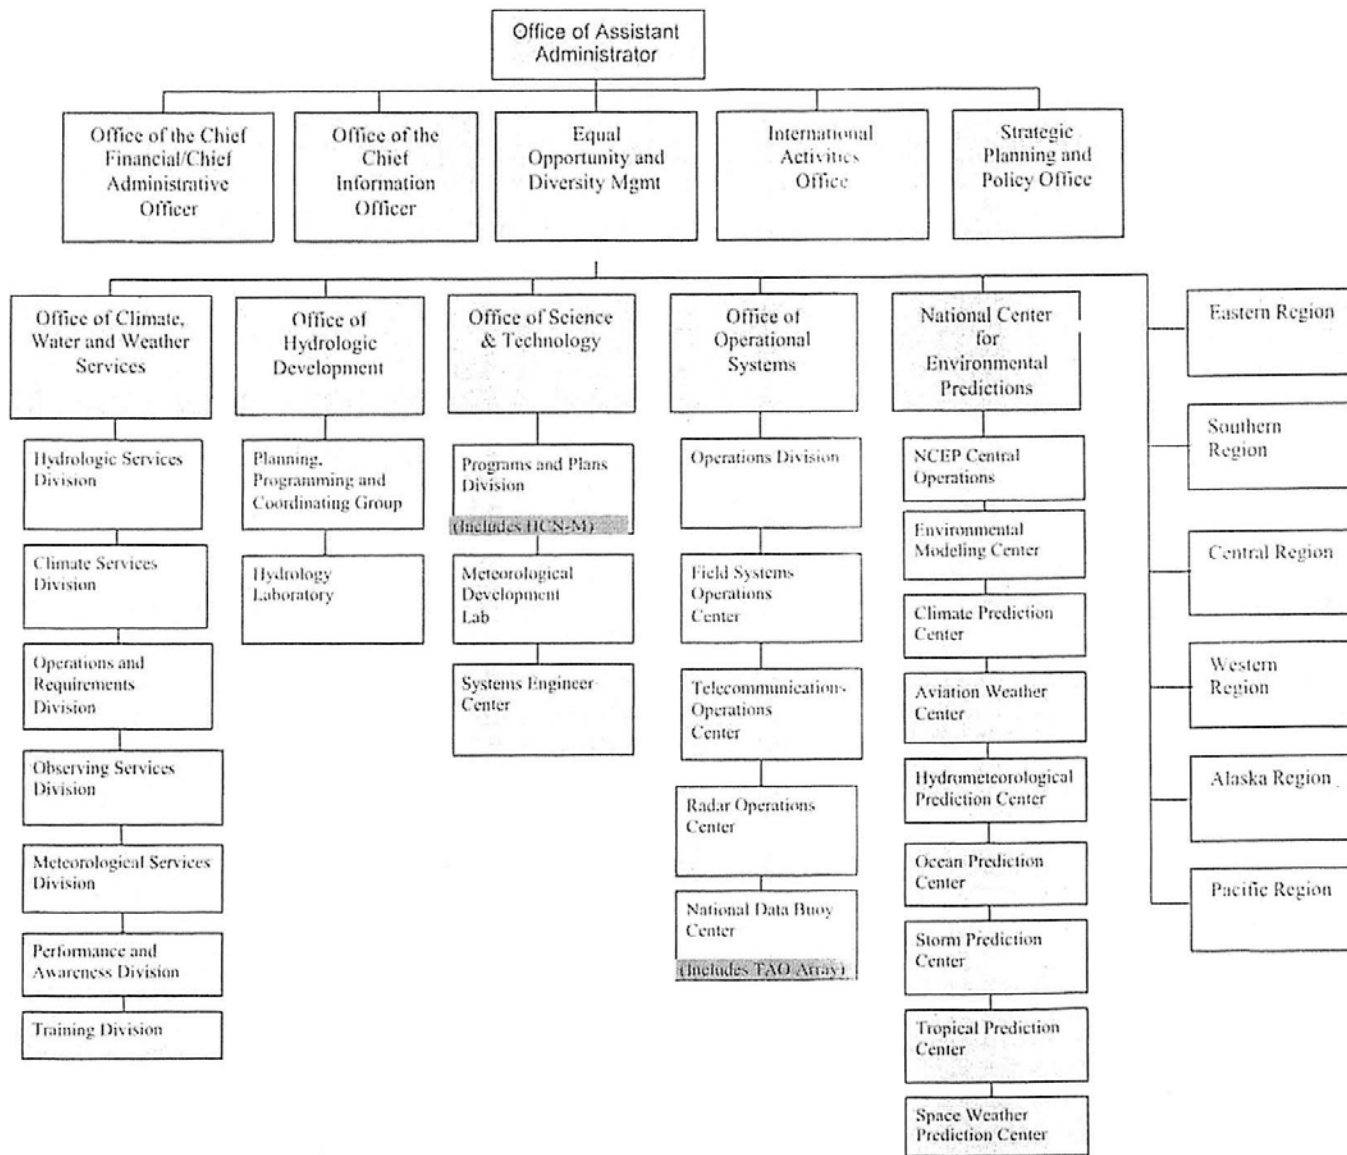 Office of Assistant
Administrator
Office of the Chief
Financial/Chief
Administrative
Officer
Office of the
Chief
Information
Officer
Equal
Opportunity and
Diversity Mgmt
International
Activities
Office
Strategic
Planning and
Policy Office
Office of Climate,
Water and Weather
Services
Hydrologic Services
Division
Climate Services
Division
Operations and
Requirements
Division
Observing Services
Division
Meteorological Services
Division
Performance and
Awareness Division
Training Division
Office of
Hydrologic
Development
Planning,
Programming and
Coordinating Group
Hydrology
Laboratory
Office of Science
& Technology
Programs and Plans
Division
(Includes HCN-M)
Meteorological
Development
Lab
Systems Engineer
Center
Office of
Operational
Systems
Operations Division
Field Systems
Operations
Center
Telecommunication-
Operations
Center
Radar Operations
Center
National Data Buoy
Center
(Includes TAO Array)
National Center
for
Environmental
Predictions
NCEP Central
Operations
Environmental
Modeling Center
Climate Prediction
Center
Aviation Weather
Center
Hydrometeorological
Prediction Center
Ocean Prediction
Center
Storm Prediction
Center
Tropical Prediction
Center
Space Weather
Prediction Center
Eastern Region
Southern
Region
Central Region
Western
Region
Alaska Region
Pacific Region